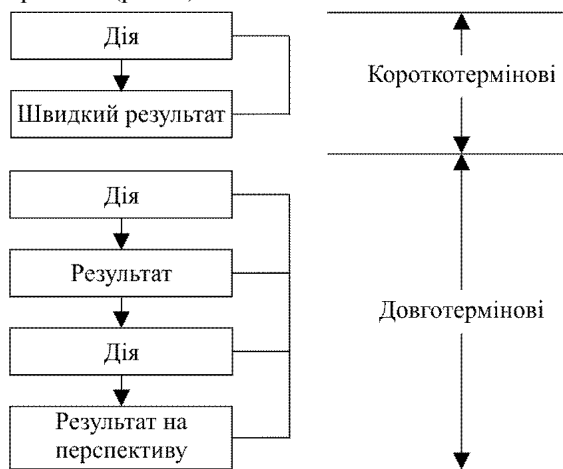 Дія
Короткотермінові
Швидкий результат
Дія
Результат
Довготермінові
Дія
Результат на
перспективу